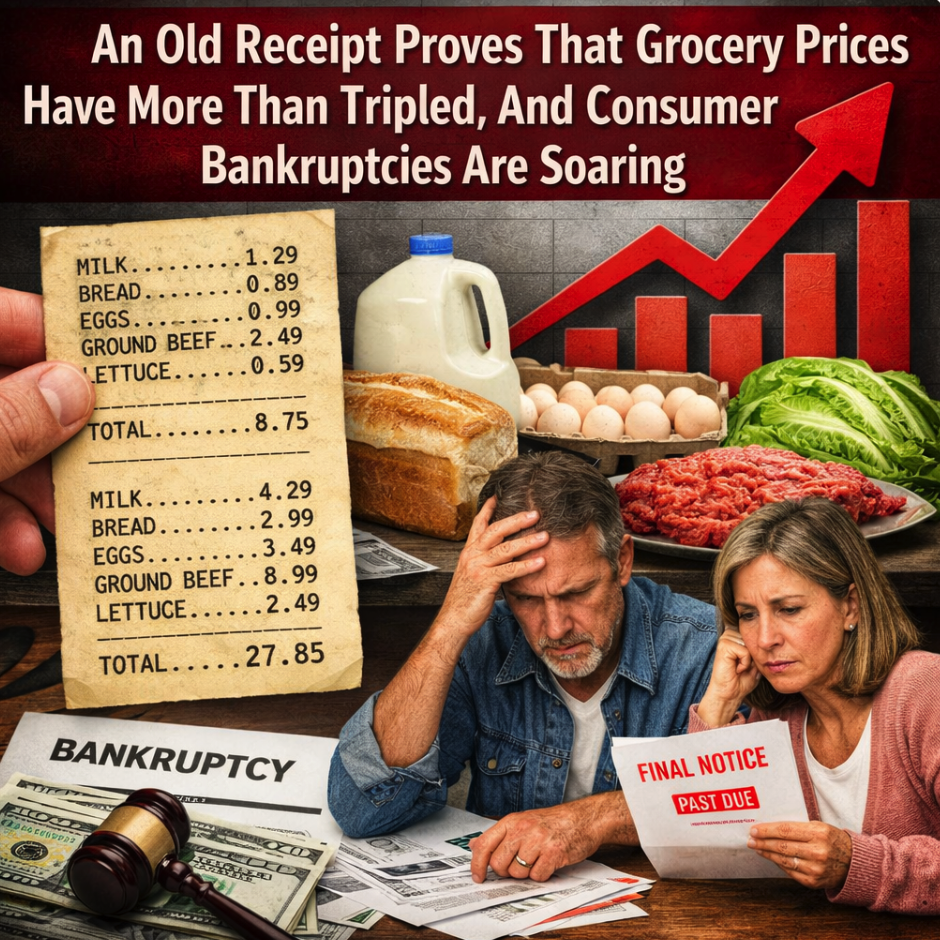 An Old Receipt Proves That Grocery Prices
Have More Than Tripled, And Consumer
Bankruptcies Are Soaring
MILK.........1.29
BREAD........0.89
EGGS.........0.99
GROUND BEEF...2.49
LETTUCE......0.59
TOTAL........8.75
MILK.........4.29
BREAD........2.99
EGGS.........3.49
GROUND BEEF..8.99
LETTUCE......2.49
TOTAL.....27.85
BANKRUPTCY
FINAL NOTICE
PAST DUE